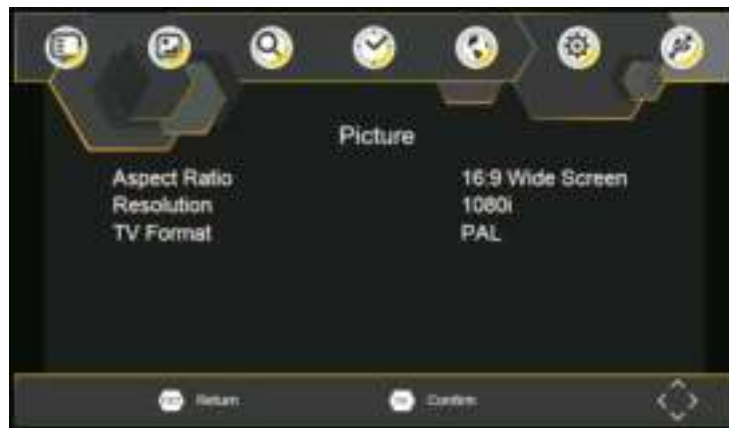 Picture
Aspect Ratio 16:9 Wide Screen
Resolution 1080i
TV Format PAL
Return Confirm